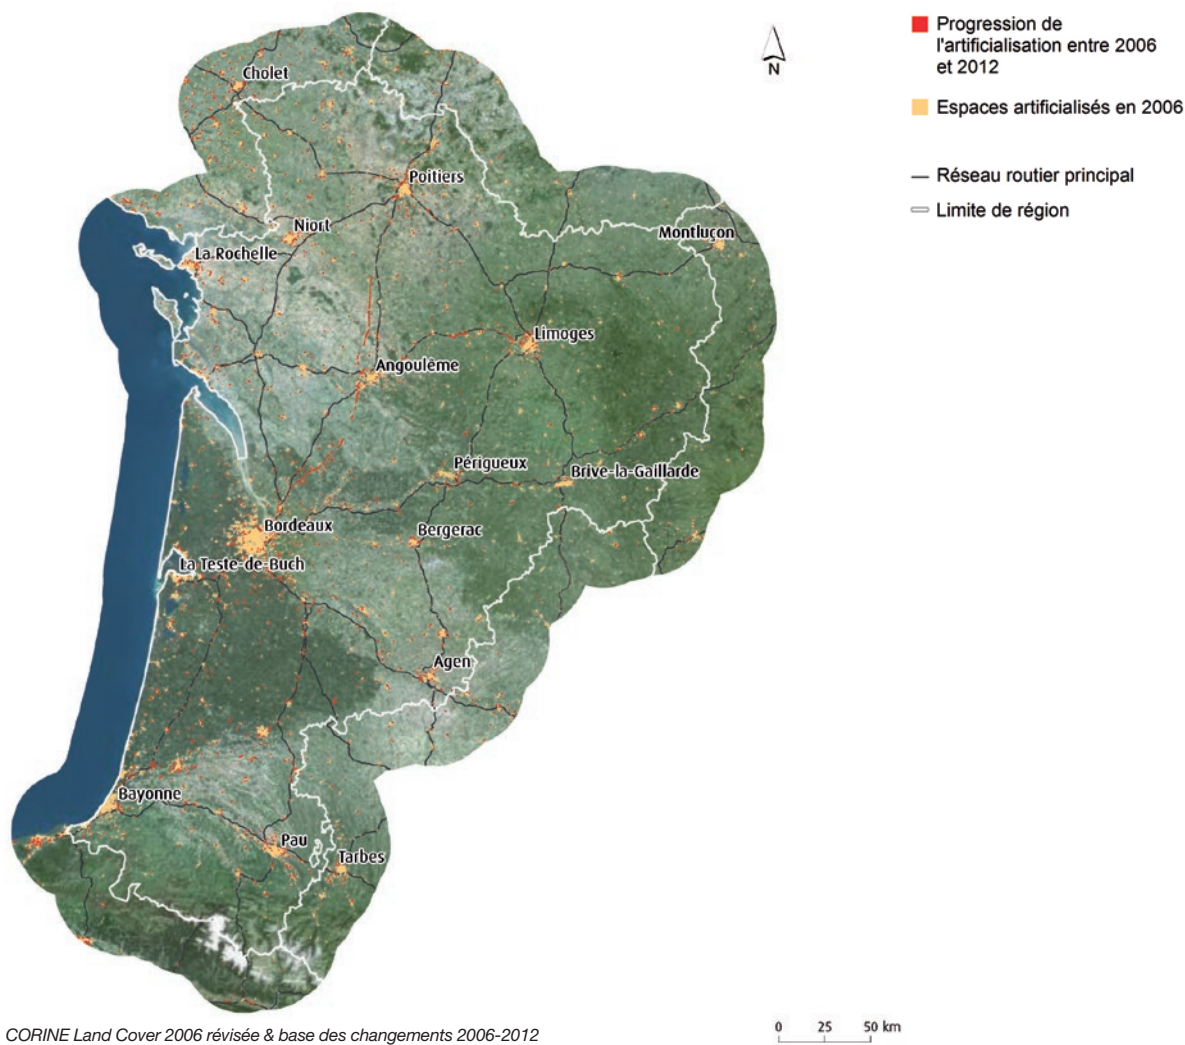 Progression de
l'artificialisation entre 2006
et 2012
Espaces artificialisés en 2006
Réseau routier principal
Limite de région
N
Cholet
Poitiers
Niort
Montluçon
La Rochelle
Limoges
Angoulême
Périgueux
Brive-la-Gaillarde
Bordeaux
Bergerac
La Teste-de-Buch
Agen
Bayonne
Pau
Tarbes
CORINE Land Cover 2006 révisée & base des changements 2006-2012
0 25 50 km